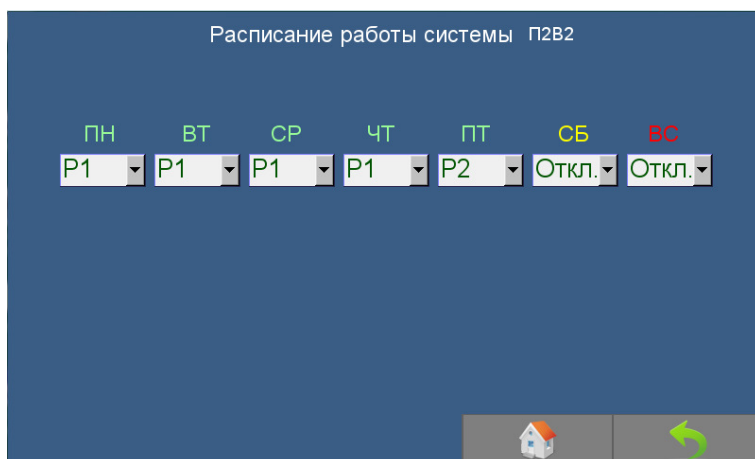 Расписание работы системы П2В2
ПН ВТ СР ЧТ ПТ СБ ВС
Р1 Р1 Р1 Р1 Р2 Откл. Откл.